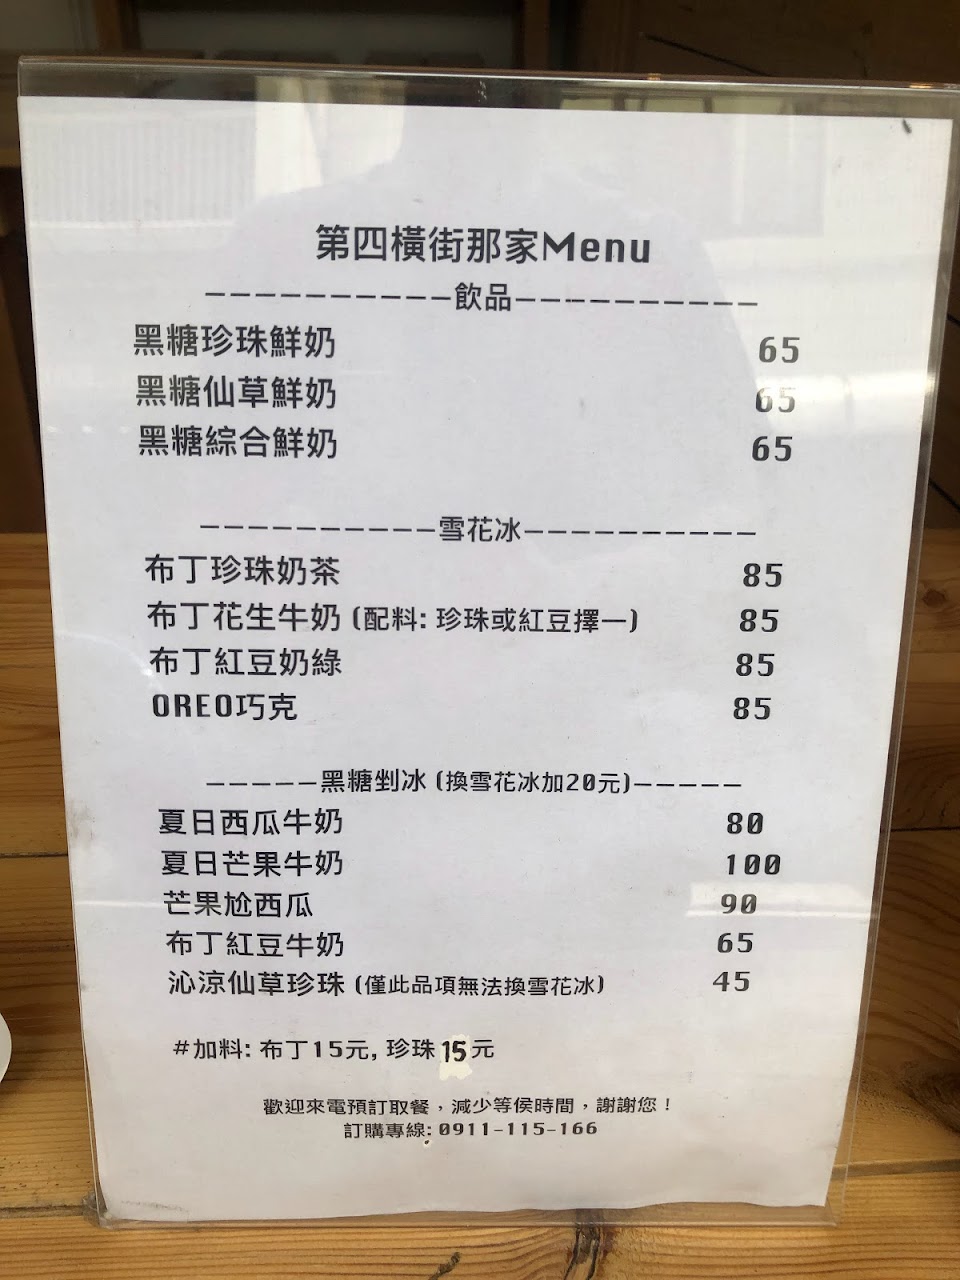 第四橫街那家Menu
----------飲品----------
黑糖珍珠鮮奶 65
黑糖仙草鮮奶 65
黑糖綜合鮮奶 65
----------雪花冰----------
布丁珍珠奶茶 85
布丁花生牛奶 (配料: 珍珠或紅豆擇一) 85
布丁紅豆奶綠 85
OREO巧克 85
-----黑糖剉冰 (換雪花冰加20元)-----
夏日西瓜牛奶 80
夏日芒果牛奶 100
芒果尬西瓜 90
布丁紅豆牛奶 65
沁涼仙草珍珠 (僅此品項無法換雪花冰) 45
#加料: 布丁15元, 珍珠15元
歡迎來電預訂取餐，減少等侯時間，謝謝您！
訂購專線: 0911-115-166